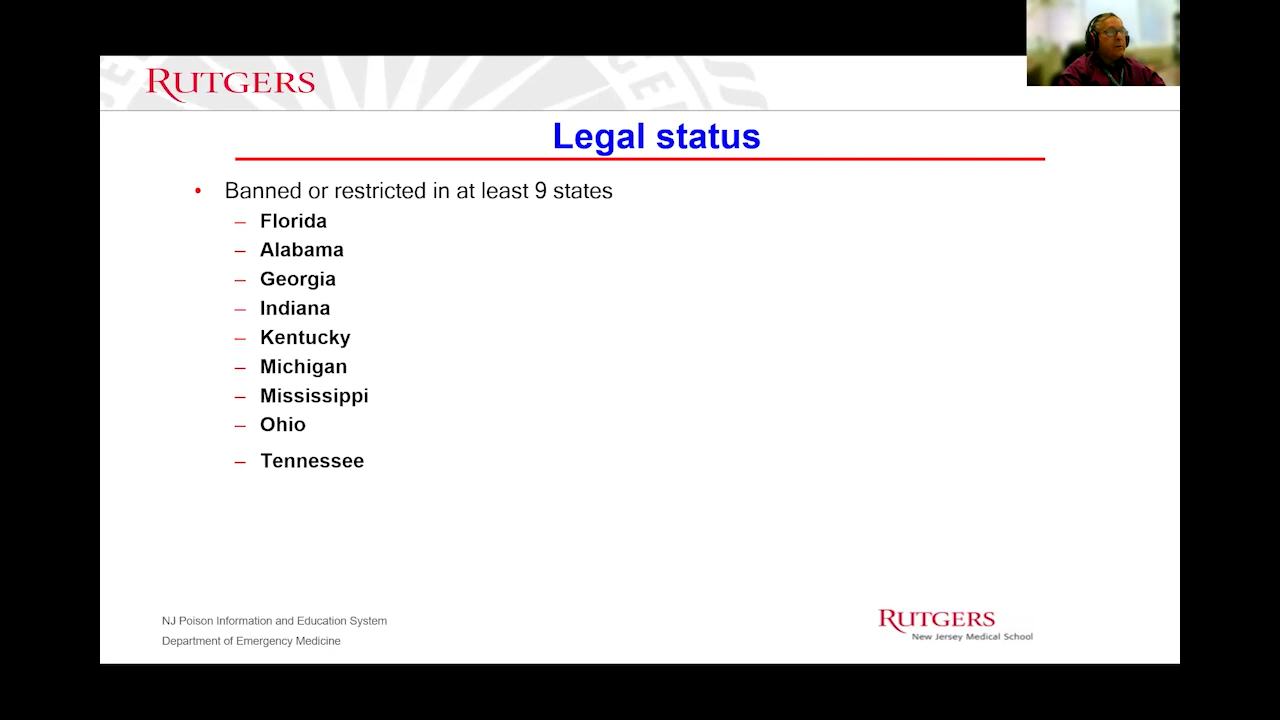 RUTGERS
Legal status
• Banned or restricted in at least 9 states
– Florida
– Alabama
– Georgia
– Indiana
– Kentucky
– Michigan
– Mississippi
– Ohio
– Tennessee
NJ Poison Information and Education System
Department of Emergency Medicine
RUTGERS
New Jersey Medical School